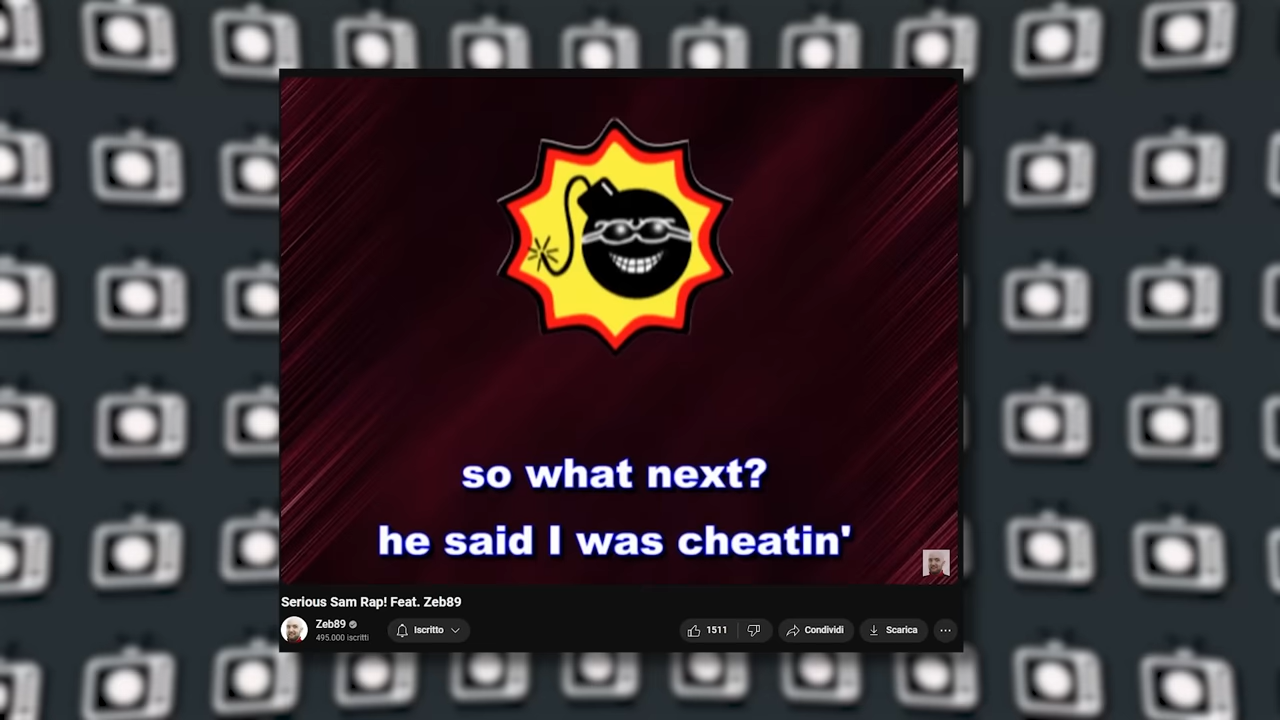 so what next?
he said I was cheatin'
Serious Sam Rap! Feat. Zeb89
Zeb89
495.000 iscritti
Iscritto
1511
Condividi
Scarica